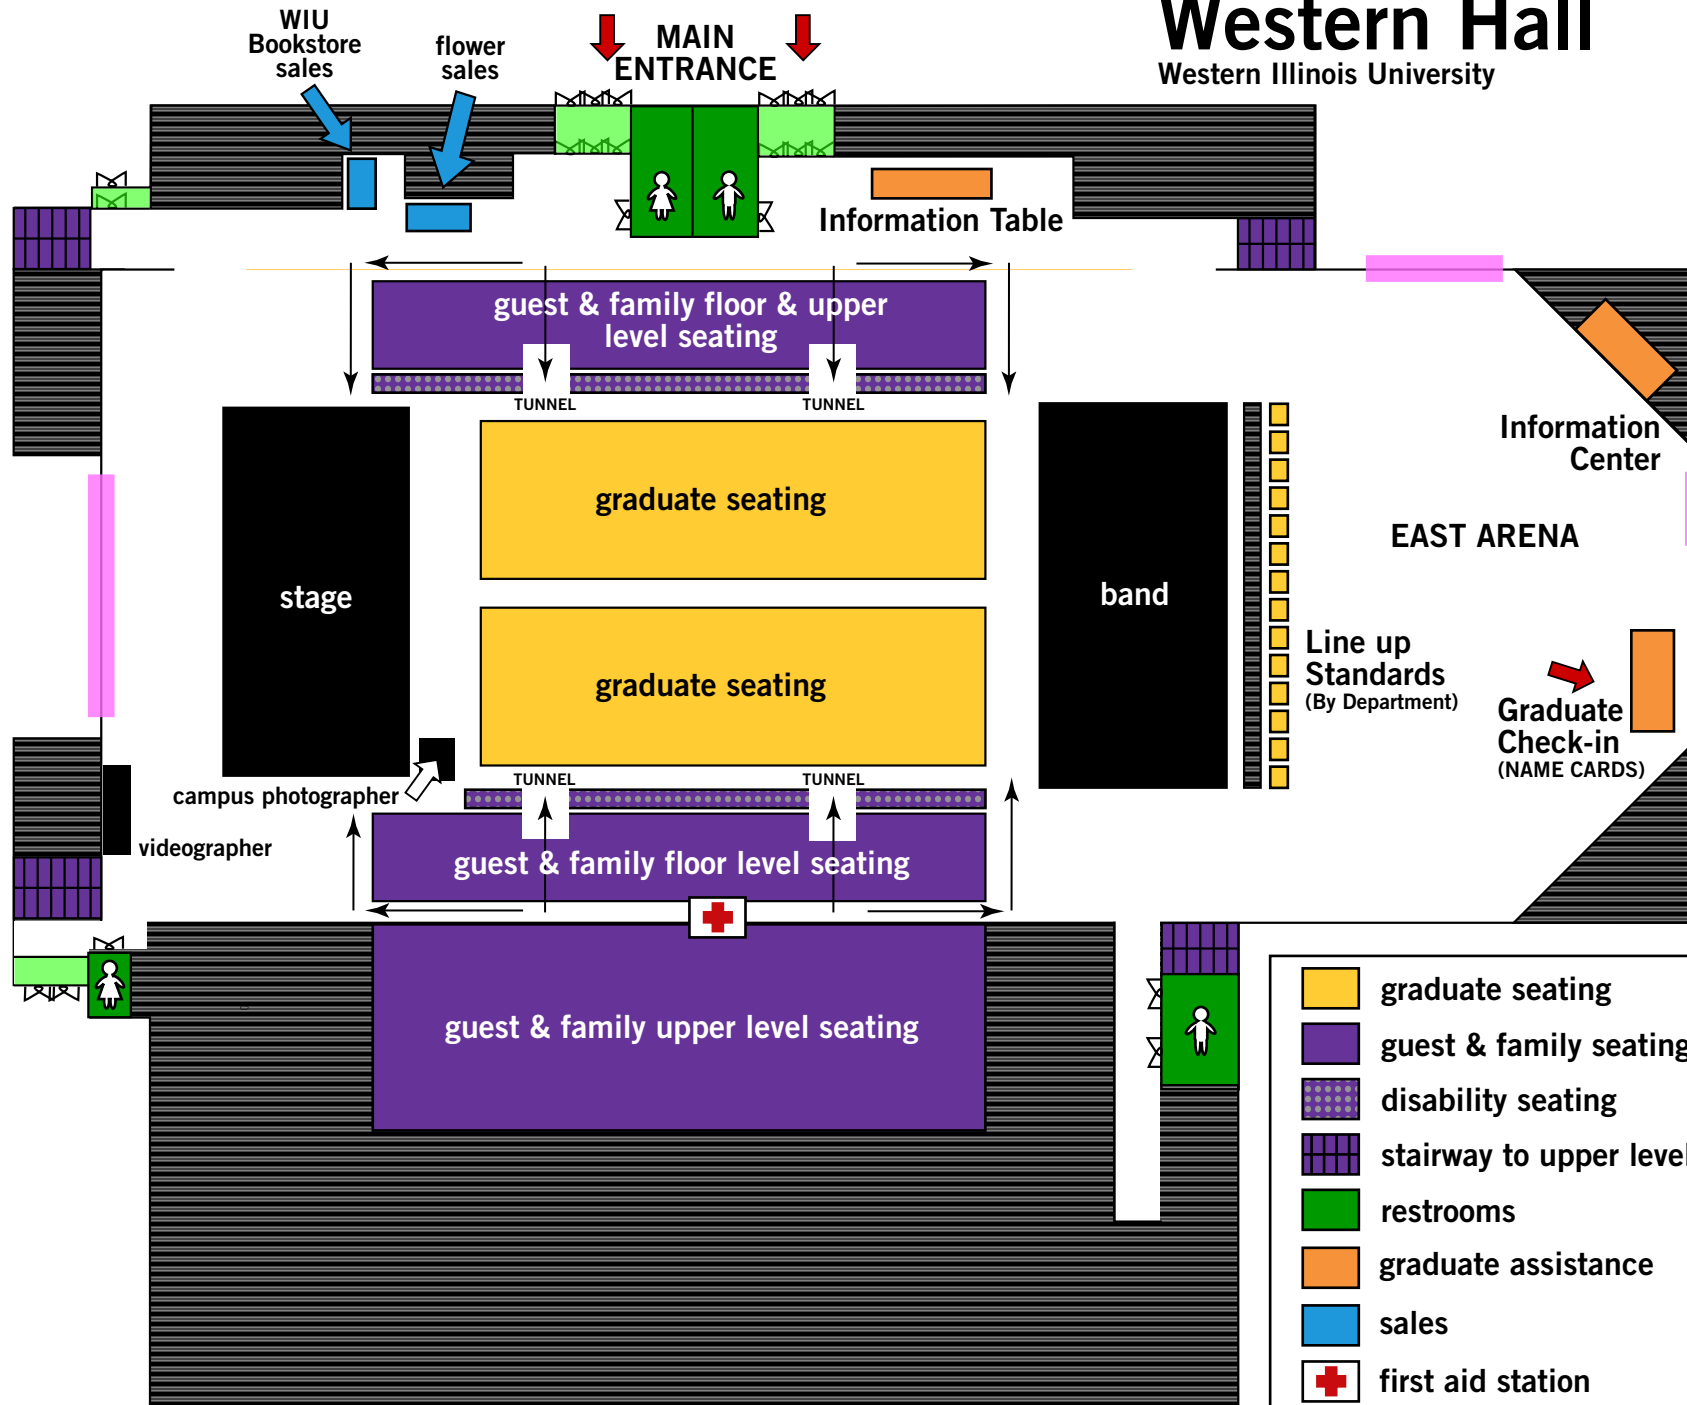 Western Hall
Western Illinois University
WIU
Bookstore
sales
flower
sales
MAIN
ENTRANCE
Information Table
guest & family floor & upper
level seating
TUNNEL
TUNNEL
graduate seating
Information
Center
EAST ARENA
stage
band
graduate seating
Line up
Standards
(By Department)
Graduate
Check-in
(NAME CARDS)
TUNNEL
TUNNEL
campus photographer
videographer
guest & family floor level seating
guest & family upper level seating
graduate seating
guest & family seating
disability seating
stairway to upper level
restrooms
graduate assistance
sales
first aid station